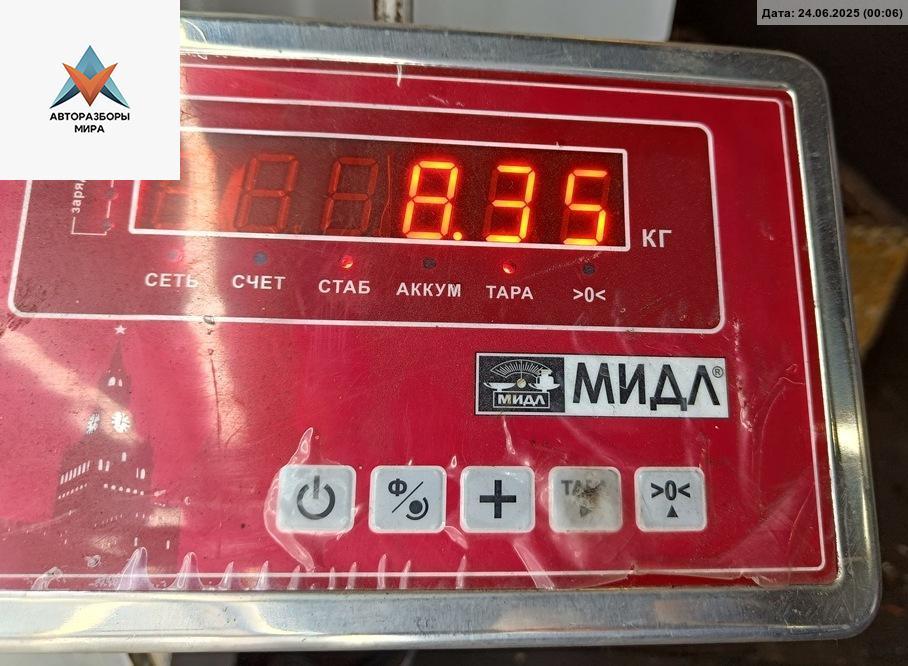 Дата: 24.06.2025 (00:06)
АВТОРАЗБОРЫ
МИРА
8.35
КГ
СЕТЬ СЧЕТ СТАБ АККУМ ТАРА >0<
МИДЛ МИДЛ®
Ф + >0<